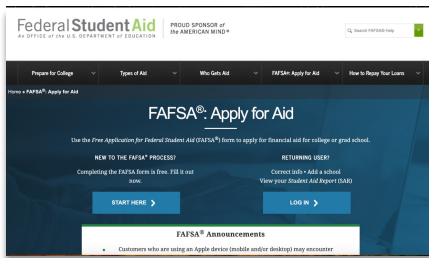 Federal Student Aid
An OFFICE of the U.S. DEPARTMENT of EDUCATION
PROUD SPONSOR of
the AMERICAN MIND®
Search FAFSA® Help
Prepare for College
Types of Aid
Who Gets Aid
FAFSA®: Apply for Aid
How to Repay Your Loans
Home » FAFSA®: Apply for Aid
FAFSA®: Apply for Aid
Use the Free Application for Federal Student Aid (FAFSA®) form to apply for financial aid for college or grad school.
NEW TO THE FAFSA® PROCESS?
Completing the FAFSA form is free. Fill it out
now.
START HERE ❯
RETURNING USER?
Correct info • Add a school
View your Student Aid Report (SAR)
LOG IN ❯
FAFSA® Announcements
• Customers who are using an Apple device (mobile and/or desktop) may encounter